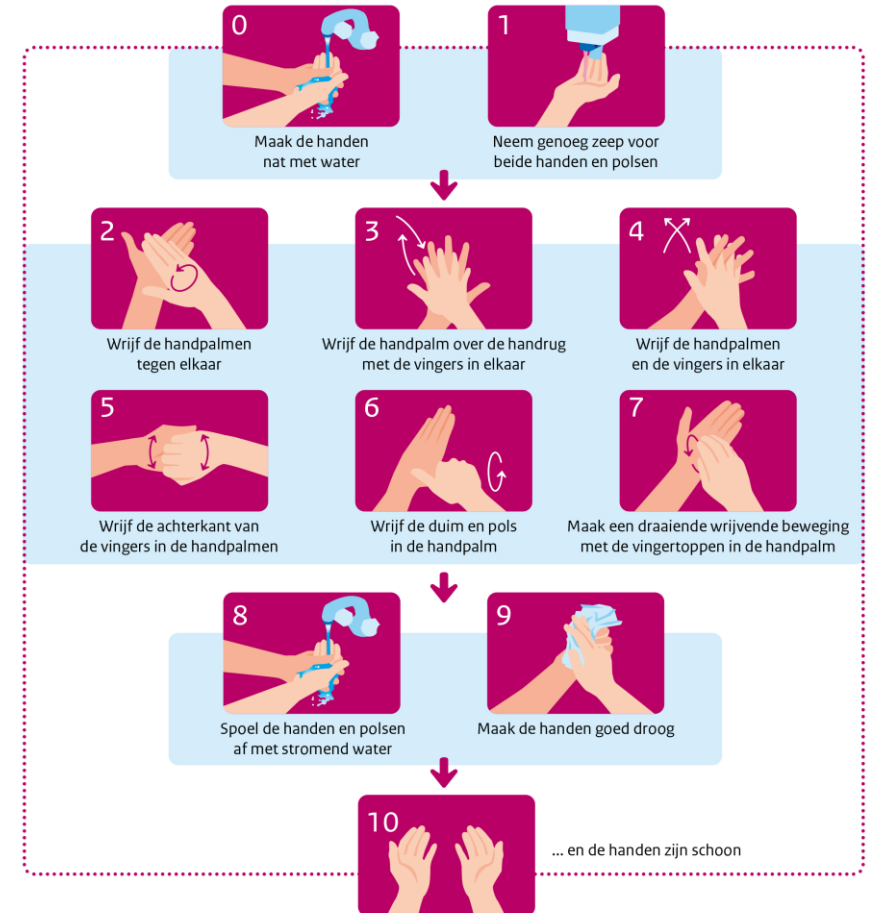 0
Maak de handen
nat met water
1
Neem genoeg zeep voor
beide handen en polsen
2
Wrijf de handpalmen
tegen elkaar
3
Wrijf de handpalm over de handrug
met de vingers in elkaar
4
Wrijf de handpalmen
en de vingers in elkaar
5
Wrijf de achterkant van
de vingers in de handpalmen
6
Wrijf de duim en pols
in de handpalm
7
Maak een draaiende wrijvende beweging
met de vingertoppen in de handpalm
8
Spoel de handen en polsen
af met stromend water
9
Maak de handen goed droog
10
... en de handen zijn schoon